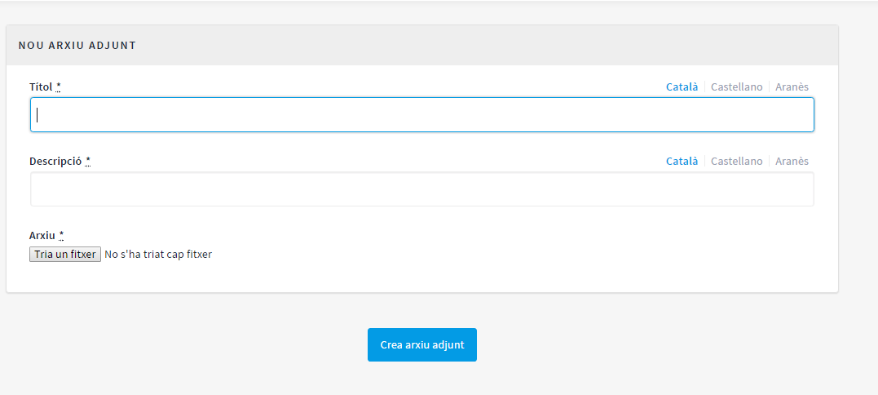 NOU ARXIU ADJUNT
Títol * Català Castellano Aranès
Descripció * Català Castellano Aranès
Arxiu *
Tria un fitxer No s'ha triat cap fitxer
Crea arxiu adjunt